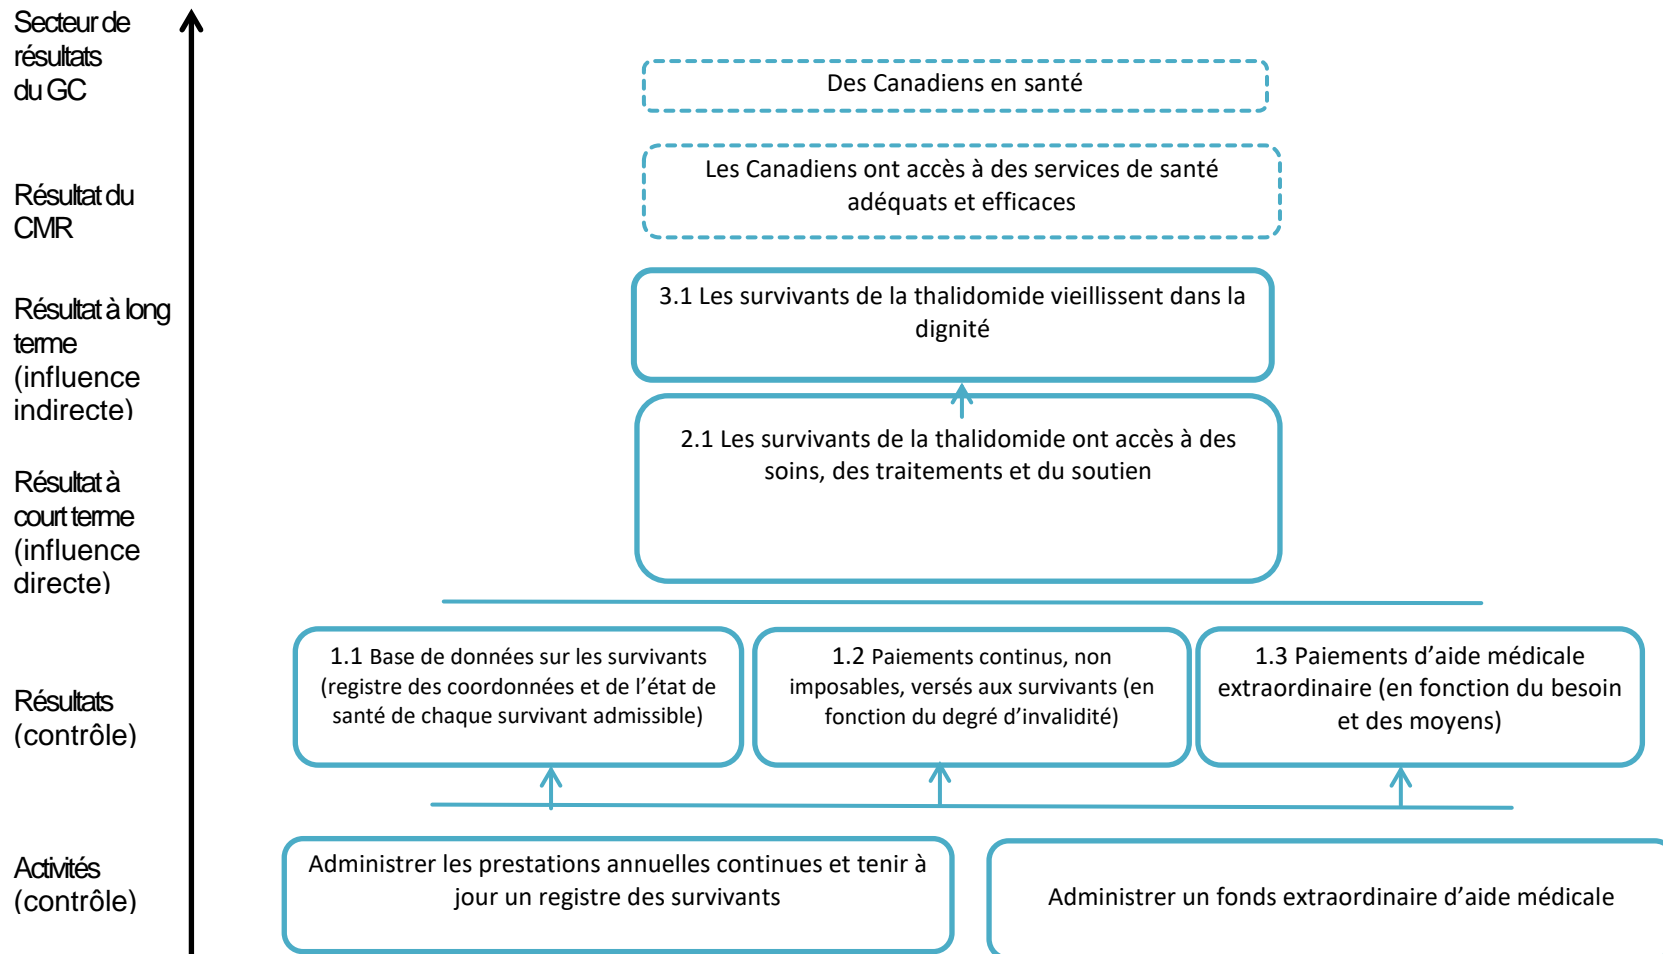 Secteur de
résultats
du GC
Des Canadiens en santé
Résultat du
CMR
Les Canadiens ont accès à des services de santé
adéquats et efficaces
Résultat à long
terme
(influence
indirecte)
3.1 Les survivants de la thalidomide vieillissent dans la
dignité
Résultat à
court terme
(influence
directe)
2.1 Les survivants de la thalidomide ont accès à des
soins, des traitements et du soutien
Résultats
(contrôle)
1.1 Base de données sur les survivants
(registre des coordonnées et de l’état de
santé de chaque survivant admissible)
1.2 Paiements continus, non
imposables, versés aux survivants (en
fonction du degré d’invalidité)
1.3 Paiements d’aide médicale
extraordinaire (en fonction du besoin
et des moyens)
Activités
(contrôle)
Administrer les prestations annuelles continues et tenir à
jour un registre des survivants
Administrer un fonds extraordinaire d’aide médicale